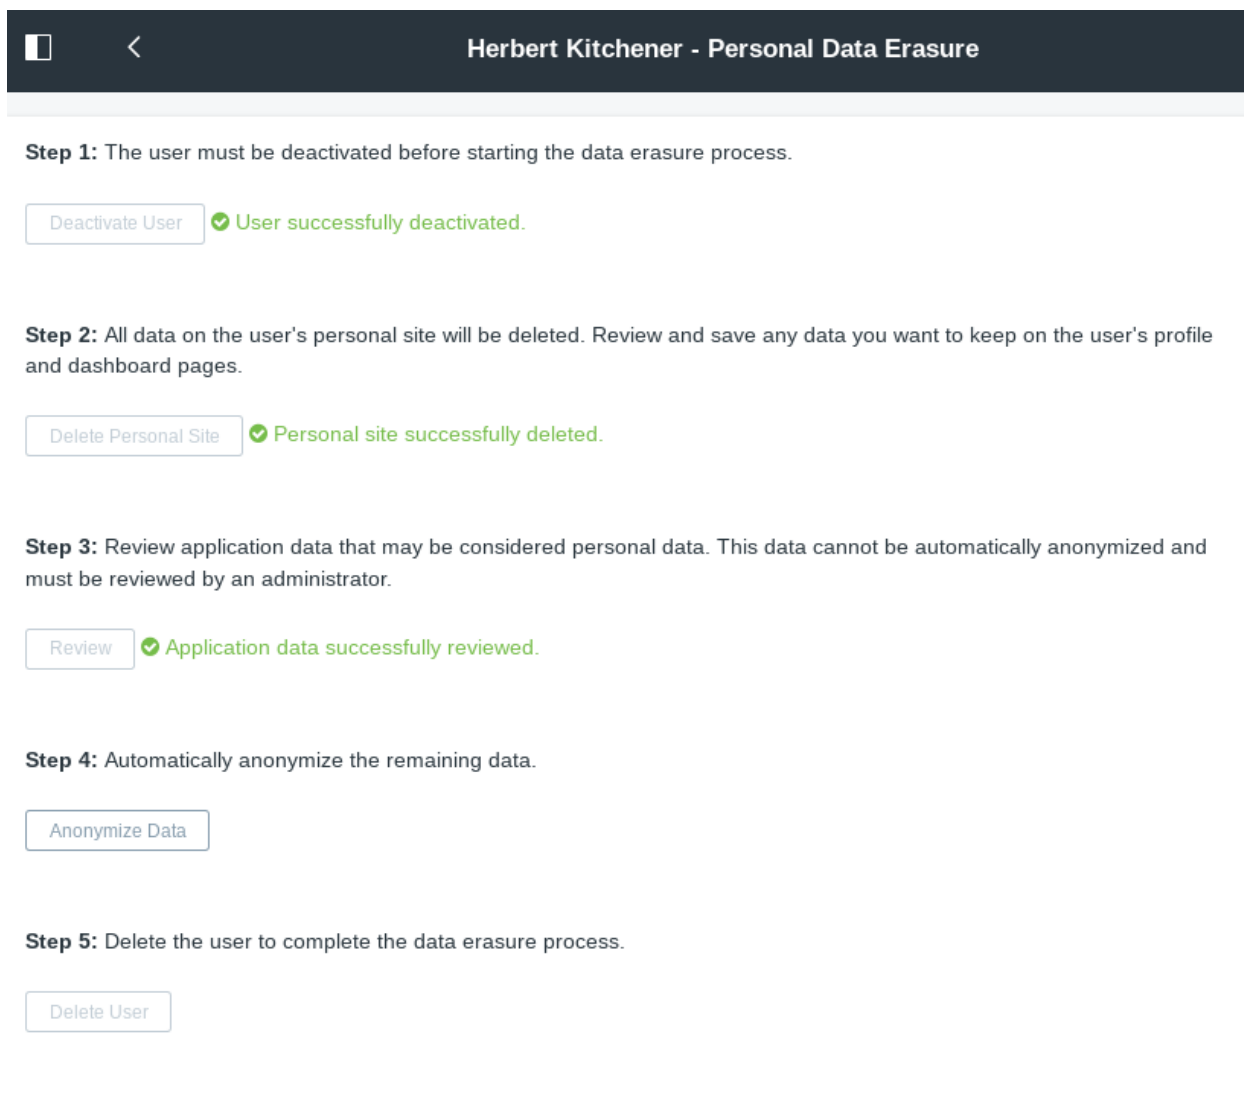 Herbert Kitchener - Personal Data Erasure
Step 1: The user must be deactivated before starting the data erasure process.
Deactivate User User successfully deactivated.
Step 2: All data on the user's personal site will be deleted. Review and save any data you want to keep on the user's profile
and dashboard pages.
Delete Personal Site Personal site successfully deleted.
Step 3: Review application data that may be considered personal data. This data cannot be automatically anonymized and
must be reviewed by an administrator.
Review Application data successfully reviewed.
Step 4: Automatically anonymize the remaining data.
Anonymize Data
Step 5: Delete the user to complete the data erasure process.
Delete User